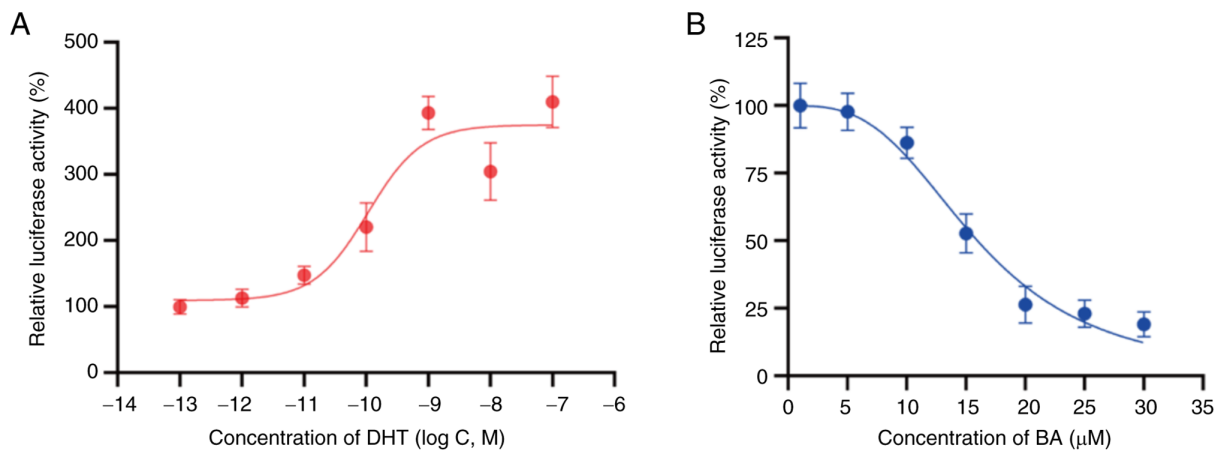 A
Relative luciferase activity (%)
500
400
300
200
100
0
–14 –13 –12 –11 –10 –9 –8 –7 –6
Concentration of DHT (log C, M)
B
Relative luciferase activity (%)
125
100
75
50
25
0
0 5 10 15 20 25 30 35
Concentration of BA (μM)